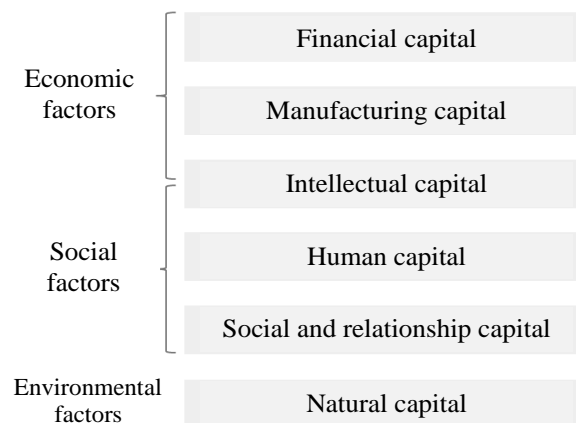 Financial capital
Economic
factors
Manufacturing capital
Intellectual capital
Social
factors
Human capital
Social and relationship capital
Environmental
factors
Natural capital